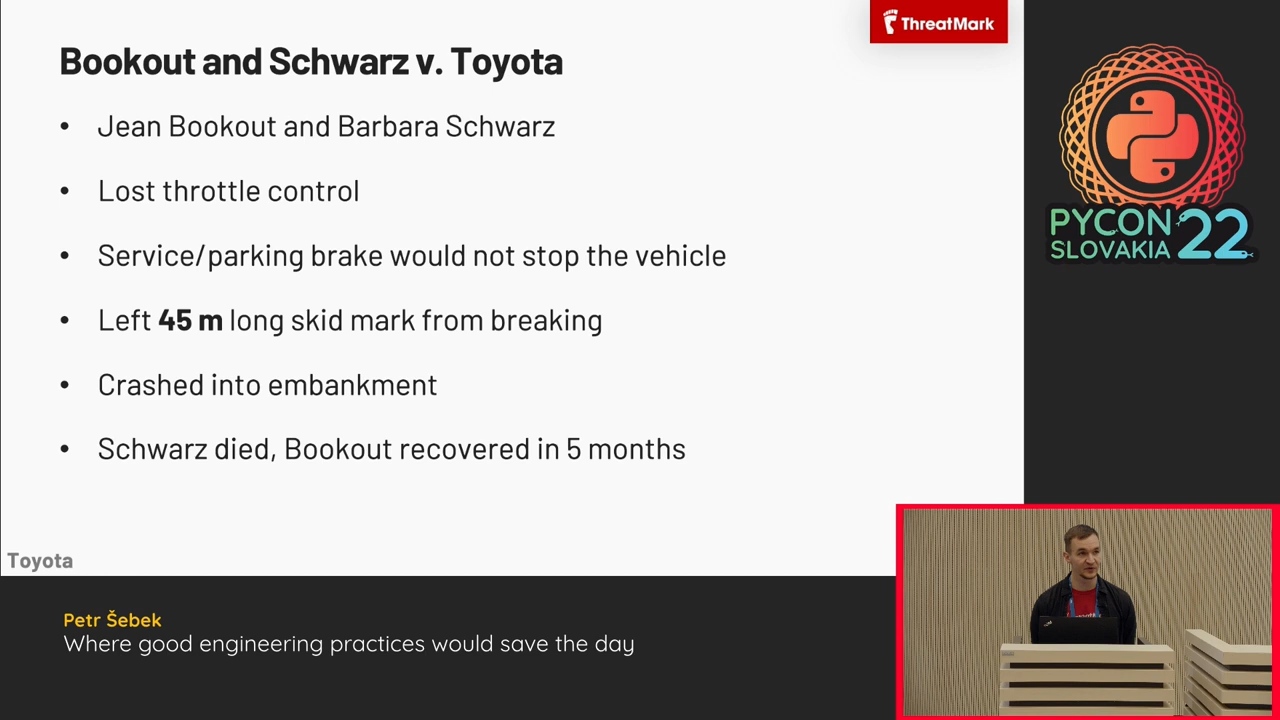 ThreatMark
Bookout and Schwarz v. Toyota
• Jean Bookout and Barbara Schwarz
• Lost throttle control
• Service/parking brake would not stop the vehicle
• Left 45 m long skid mark from breaking
• Crashed into embankment
• Schwarz died, Bookout recovered in 5 months
Toyota
PYCON 22
SLOVAKIA
Petr Šebek
Where good engineering practices would save the day